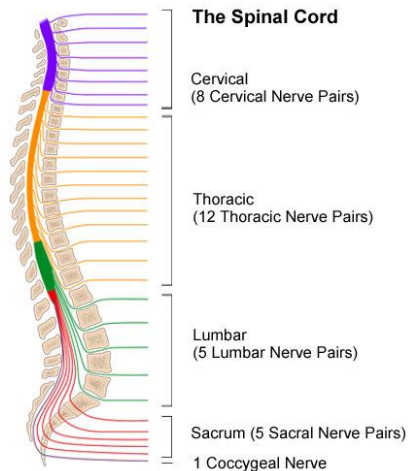 The Spinal Cord
Cervical
(8 Cervical Nerve Pairs)
Thoracic
(12 Thoracic Nerve Pairs)
Lumbar
(5 Lumbar Nerve Pairs)
Sacrum (5 Sacral Nerve Pairs)
1 Coccygeal Nerve